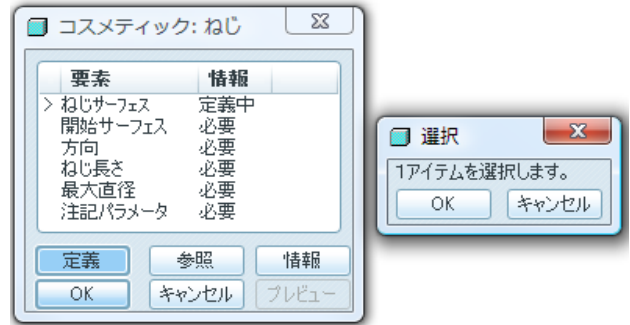 コスメティック: ねじ
要素 情報
> ねじサーフェス 定義中
開始サーフェス 必要
方向 必要
ねじ長さ 必要
最大直径 必要
注記パラメータ 必要
定義 参照 情報
OK キャンセル プレビュー
選択
1アイテムを選択します。
OK キャンセル